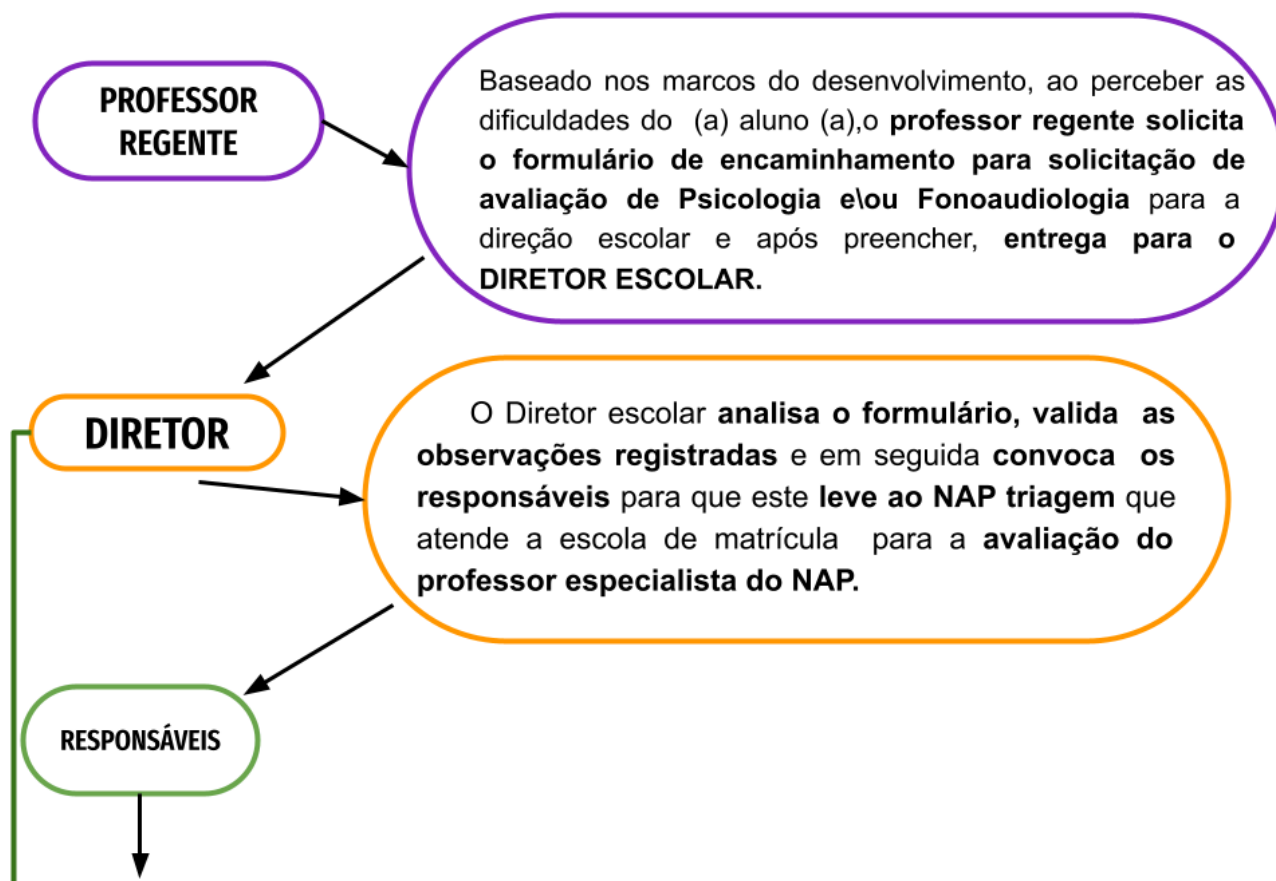 PROFESSOR
REGENTE
Baseado nos marcos do desenvolvimento, ao perceber as
dificuldades do (a) aluno (a),o professor regente solicita
o formulário de encaminhamento para solicitação de
avaliação de Psicologia e\ou Fonoaudiologia para a
direção escolar e após preencher, entrega para o
DIRETOR ESCOLAR.
DIRETOR
O Diretor escolar analisa o formulário, valida as
observações registradas e em seguida convoca os
responsáveis para que este leve ao NAP triagem que
atende a escola de matrícula para a avaliação do
professor especialista do NAP.
RESPONSÁVEIS